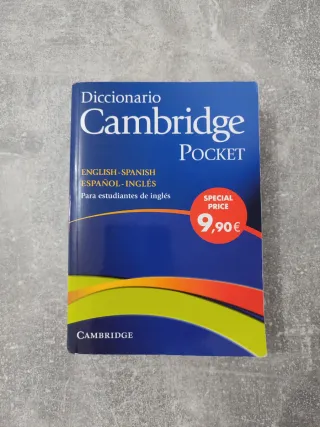 Diccionario
Cambridge
POCKET
ENGLISH-SPANISH
ESPAÑOL-INGLÉS
Para estudiantes de inglés
SPECIAL
PRICE
9,90€
CAMBRIDGE